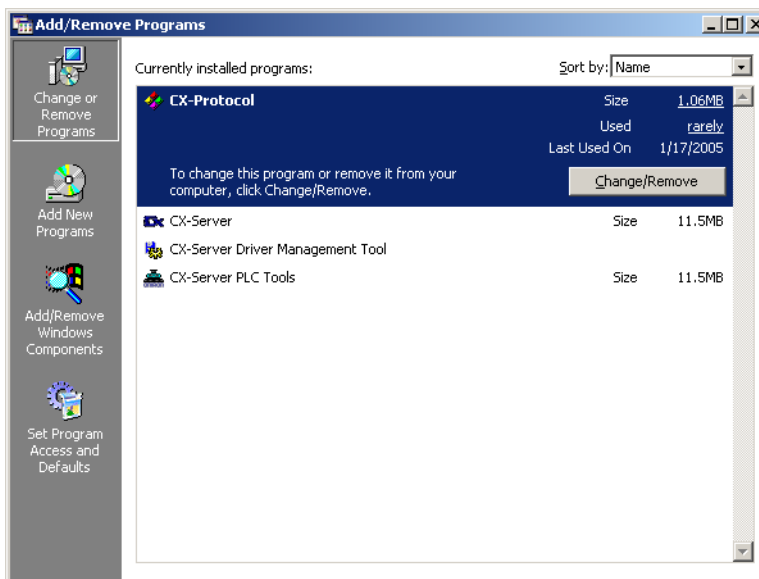 Add/Remove Programs
Change or
Remove
Programs
Add New
Programs
Add/Remove
Windows
Components
Set Program
Access and
Defaults
Currently installed programs:
Sort by: Name
CX-Protocol Size 1.06MB
Used rarely
Last Used On 1/17/2005
To change this program or remove it from your
computer, click Change/Remove.
Change/Remove
CX-Server Size 11.5MB
CX-Server Driver Management Tool
CX-Server PLC Tools Size 11.5MB